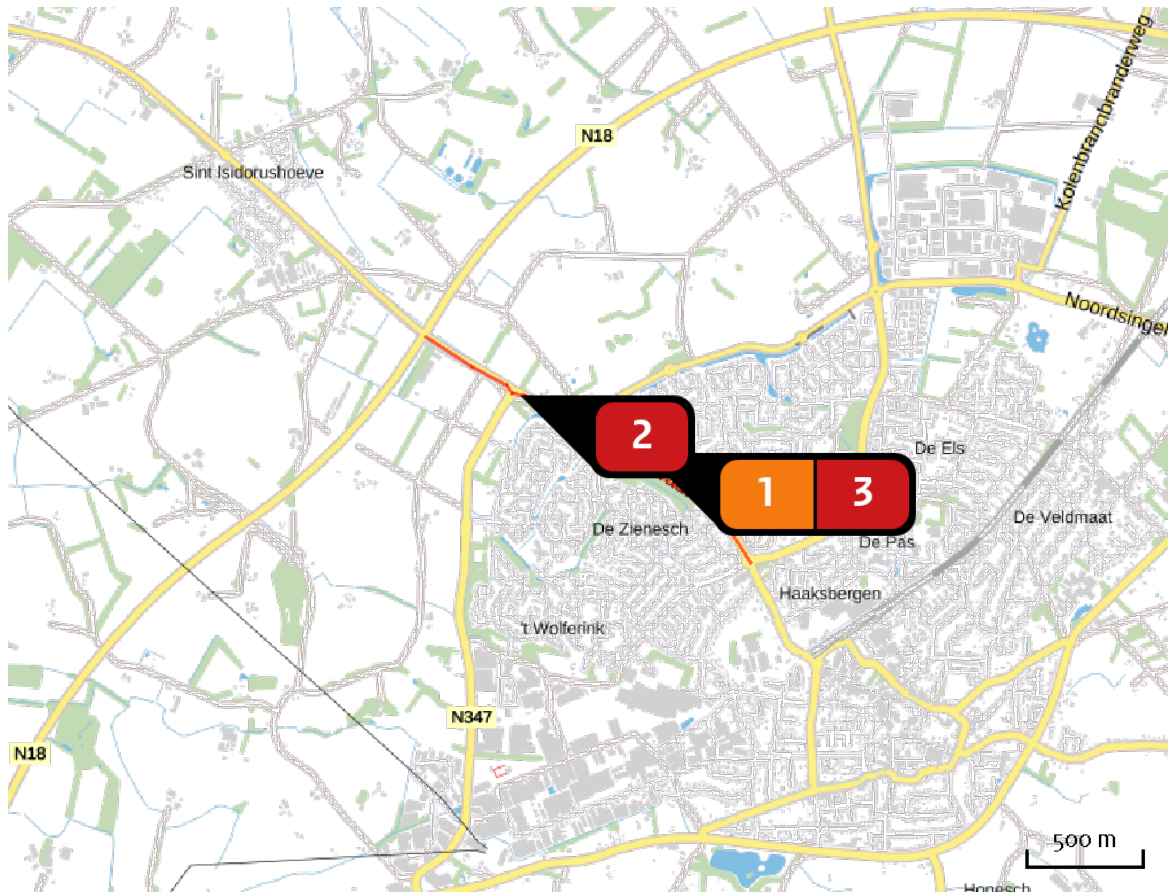 Kolenbrandbranderweg
N18
Sint Isidorushoeve
Noordsingel
2
De Els
1
3
De Veldmaat
De Zienesch
De Pas
Haaksbergen
't Wolferink
N347
N18
500 m
Honesch